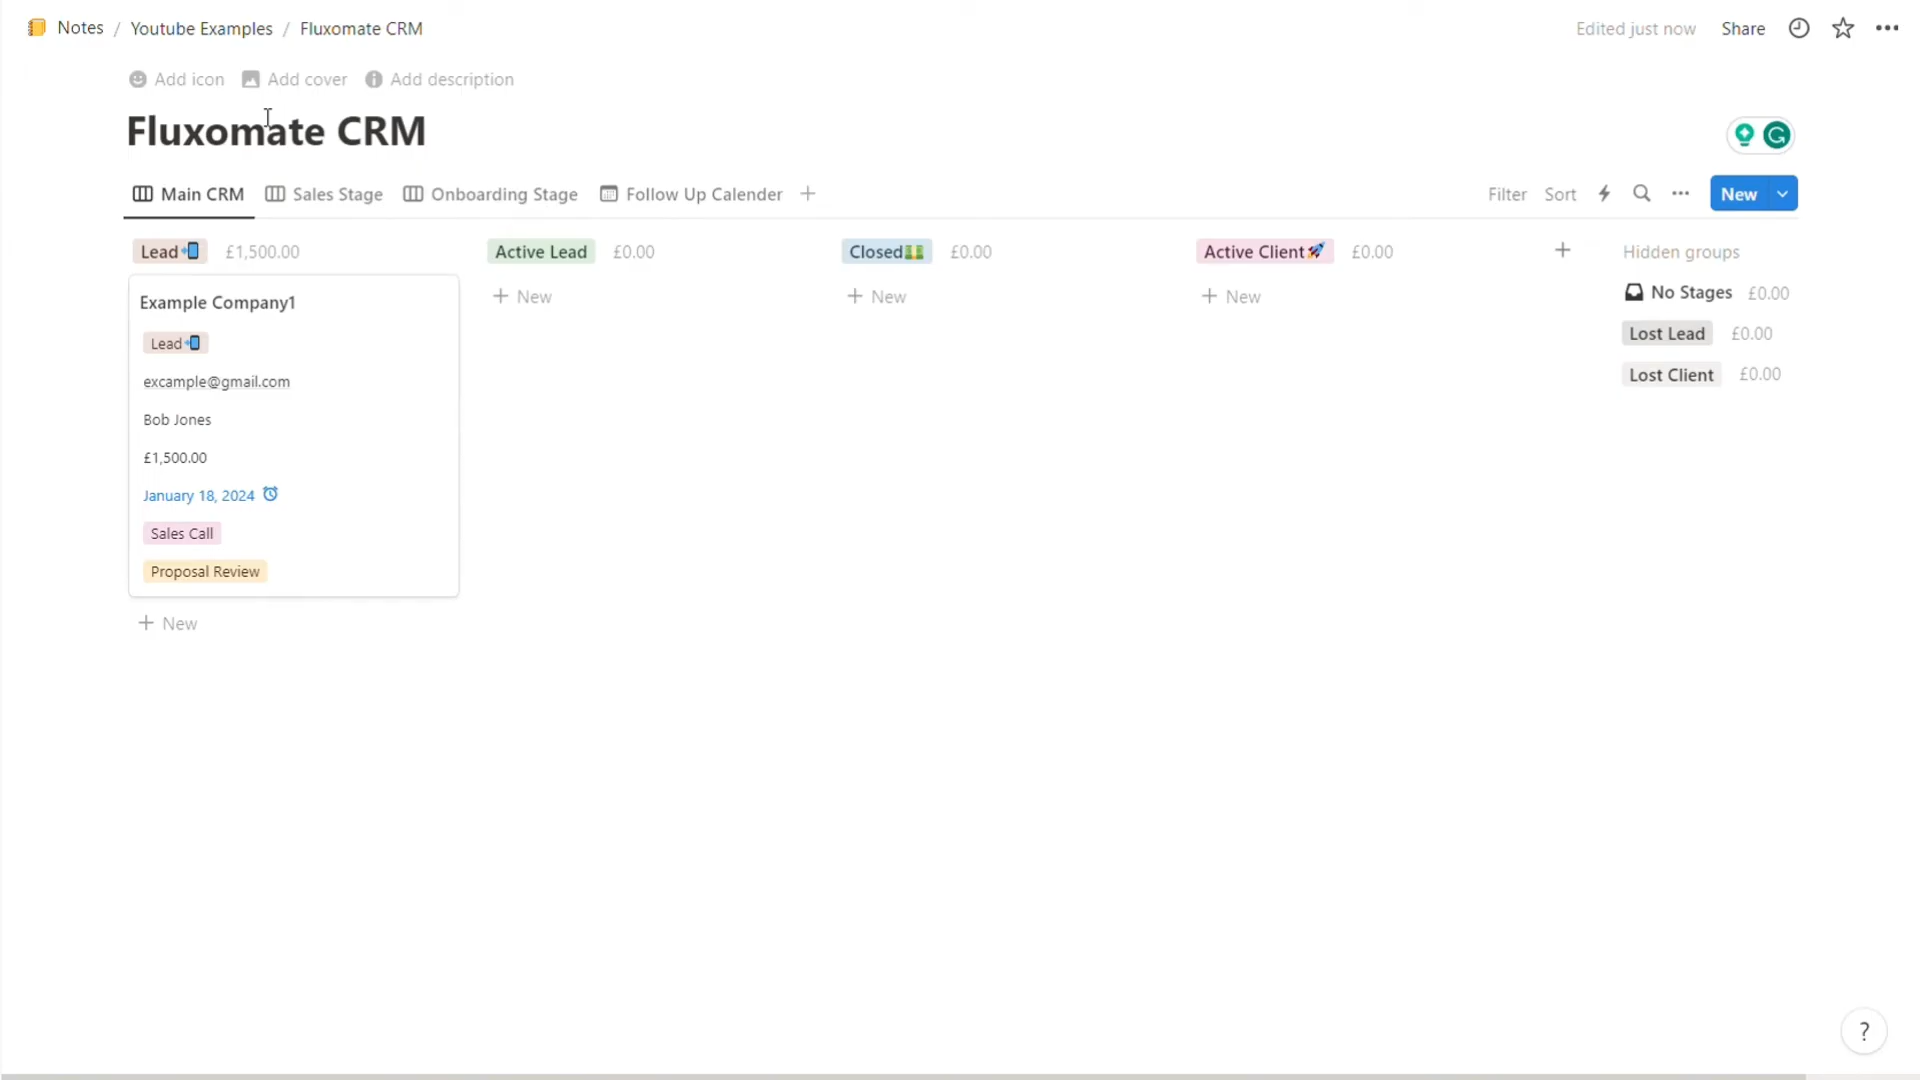 Notes / Youtube Examples / Fluxomate CRM
Edited just now Share
Add icon Add cover Add description
Fluxomate CRM
Main CRM Sales Stage Onboarding Stage Follow Up Calender
Filter Sort New
Lead £1,500.00
Active Lead £0.00
Closed £0.00
Active Client £0.00
Hidden groups
Example Company1
Lead
excample@gmail.com
Bob Jones
£1,500.00
January 18, 2024
Sales Call
Proposal Review
+ New
+ New
+ New
+ New
No Stages £0.00
Lost Lead £0.00
Lost Client £0.00
?